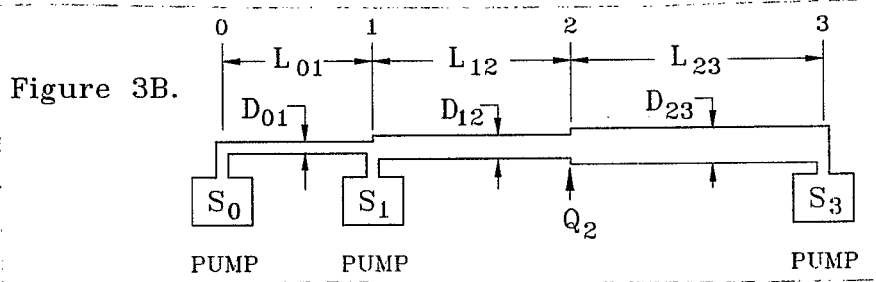 0 1 2 3
L01 L12 L23
Figure 3B.
D01 D12 D23
S0 S1 S3
Q2
PUMP PUMP PUMP